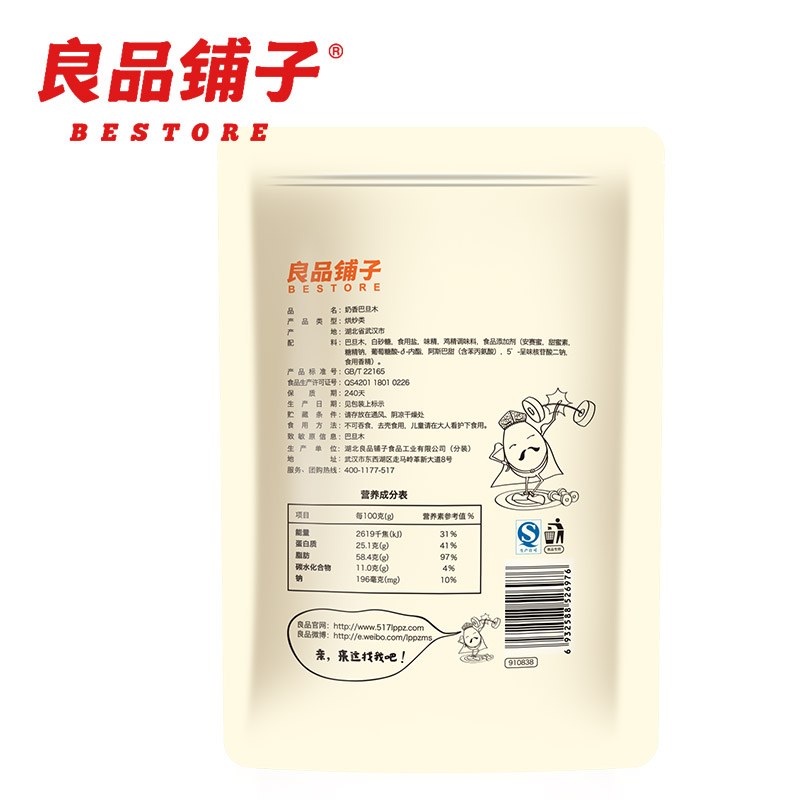 良品铺子®
BESTORE
良品铺子
BESTORE
品名：奶香巴旦木
产品类型：烘炒类
产地：湖北省武汉市
配料：巴旦木，白砂糖，食用盐，味精，鸡精调味料，食品添加剂（安赛蜜，甜蜜素，
糖精钠，葡萄糖酸-δ-内酯，阿斯巴甜（含苯丙氨酸），5’-呈味核苷酸二钠，
食用香精）。
产品标准号：GB/T 22165
食品生产许可证号：QS4201 1801 0226
保质期：240天
生产日期：见包装上标示
贮藏条件：请存放在通风、阴凉干燥处
食用方法：不可吞食，去壳食用，儿童请在大人看护下食用。
致敏原信息：巴旦木
生产单位：湖北良品铺子食品工业有限公司（分装）
地址：武汉市东西湖区走马岭革新大道8号
服务、团购热线：400-1177-517
营养成分表
项目 每100克(g) 营养素参考值%
能量 2619千焦(kJ) 31%
蛋白质 25.1克(g) 41%
脂肪 58.4克(g) 97%
碳水化合物 11.0克(g) 4%
钠 196毫克(mg) 10%
良品官网：http://www.517lppz.com
良品微博：http://e.weibo.com/lppzms
亲，来这找我吧！
QS
生产许可
6 932588 526976
910838